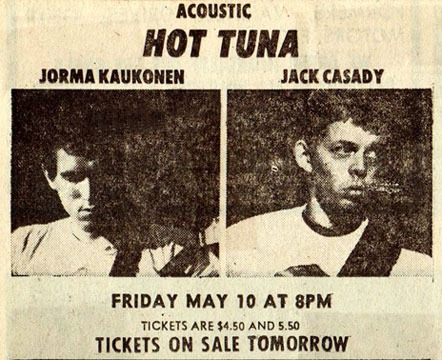 ACOUSTIC
HOT TUNA
JORMA KAUKONEN JACK CASADY
FRIDAY MAY 10 AT 8PM
TICKETS ARE $4.50 AND 5.50
TICKETS ON SALE TOMORROW